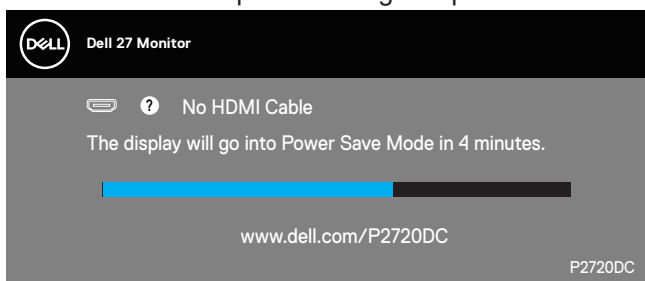 DELL
Dell 27 Monitor
? No HDMI Cable
The display will go into Power Save Mode in 4 minutes.
www.dell.com/P2720DC
P2720DC